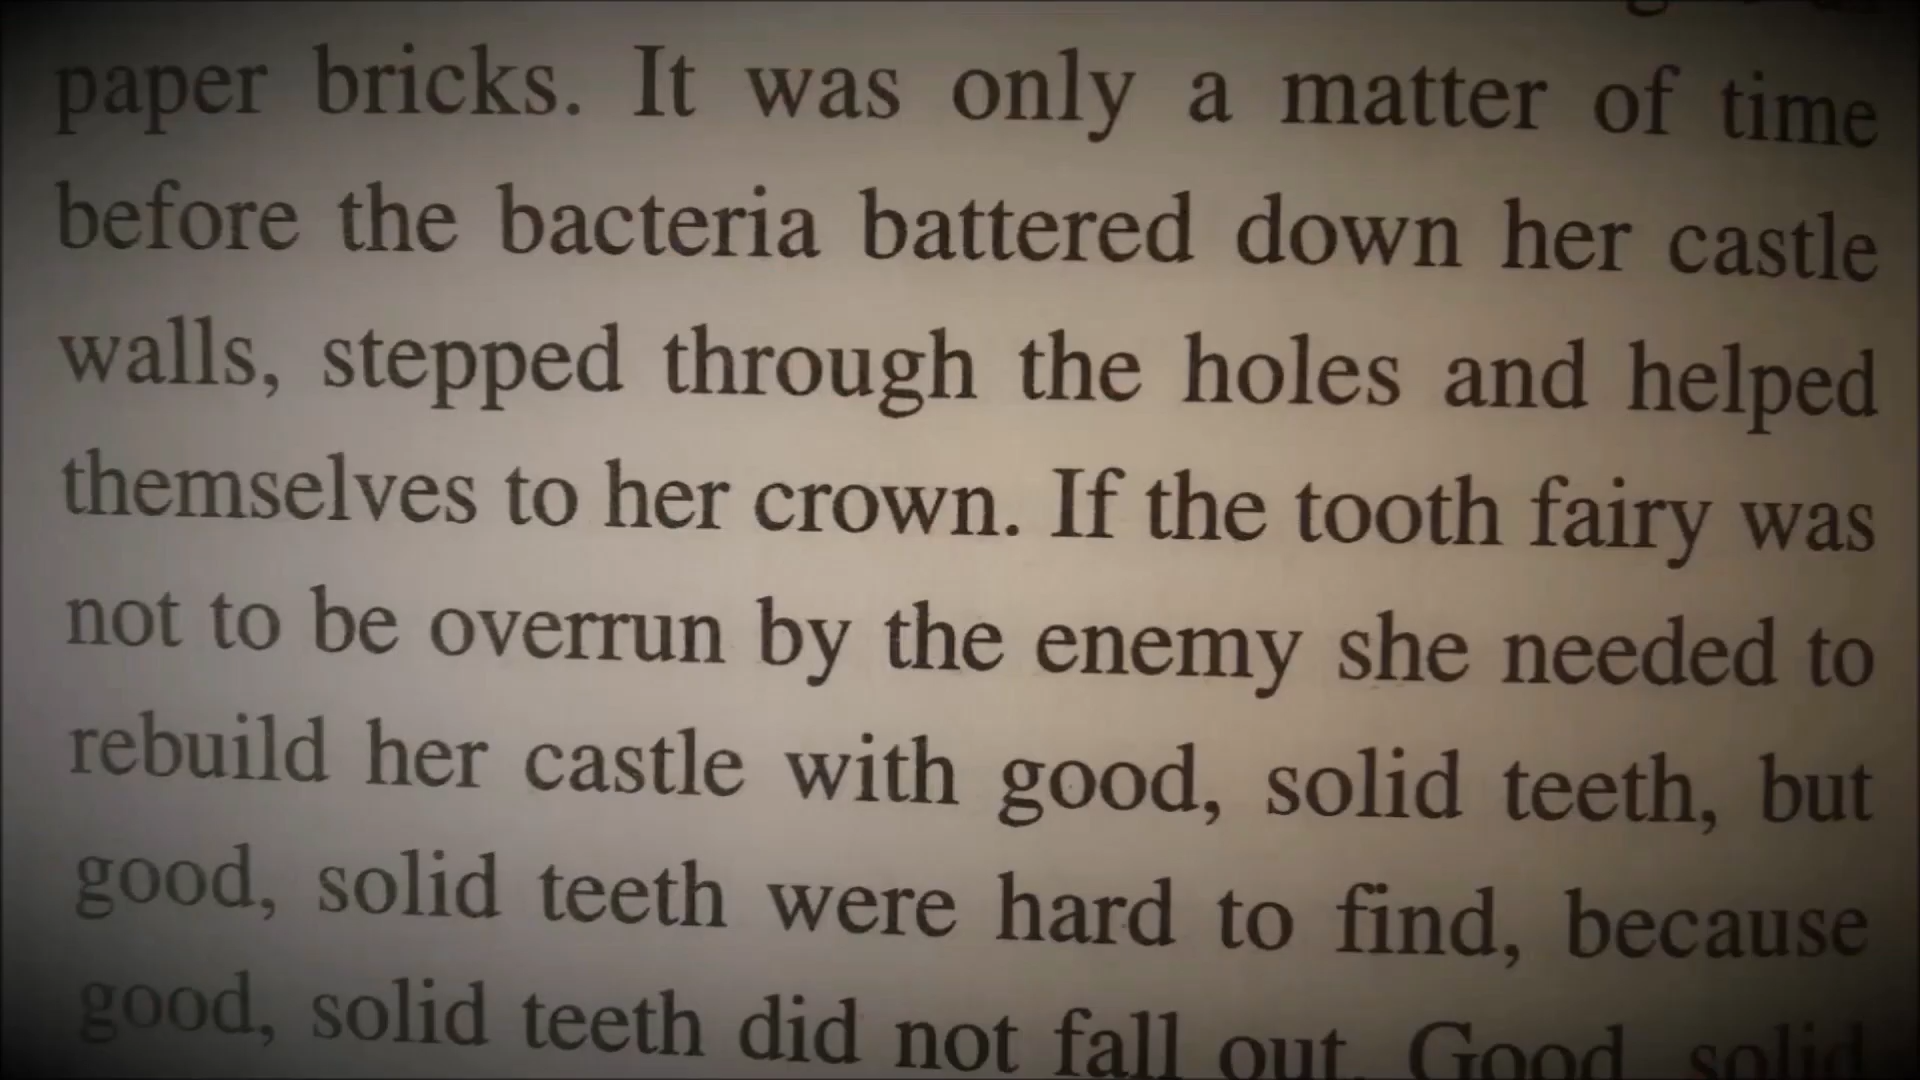 paper bricks. It was only a matter of time
before the bacteria battered down her castle
walls, stepped through the holes and helped
themselves to her crown. If the tooth fairy was
not to be overrun by the enemy she needed to
rebuild her castle with good, solid teeth, but
good, solid teeth were hard to find, because
good, solid teeth did not fall out. Good, solid